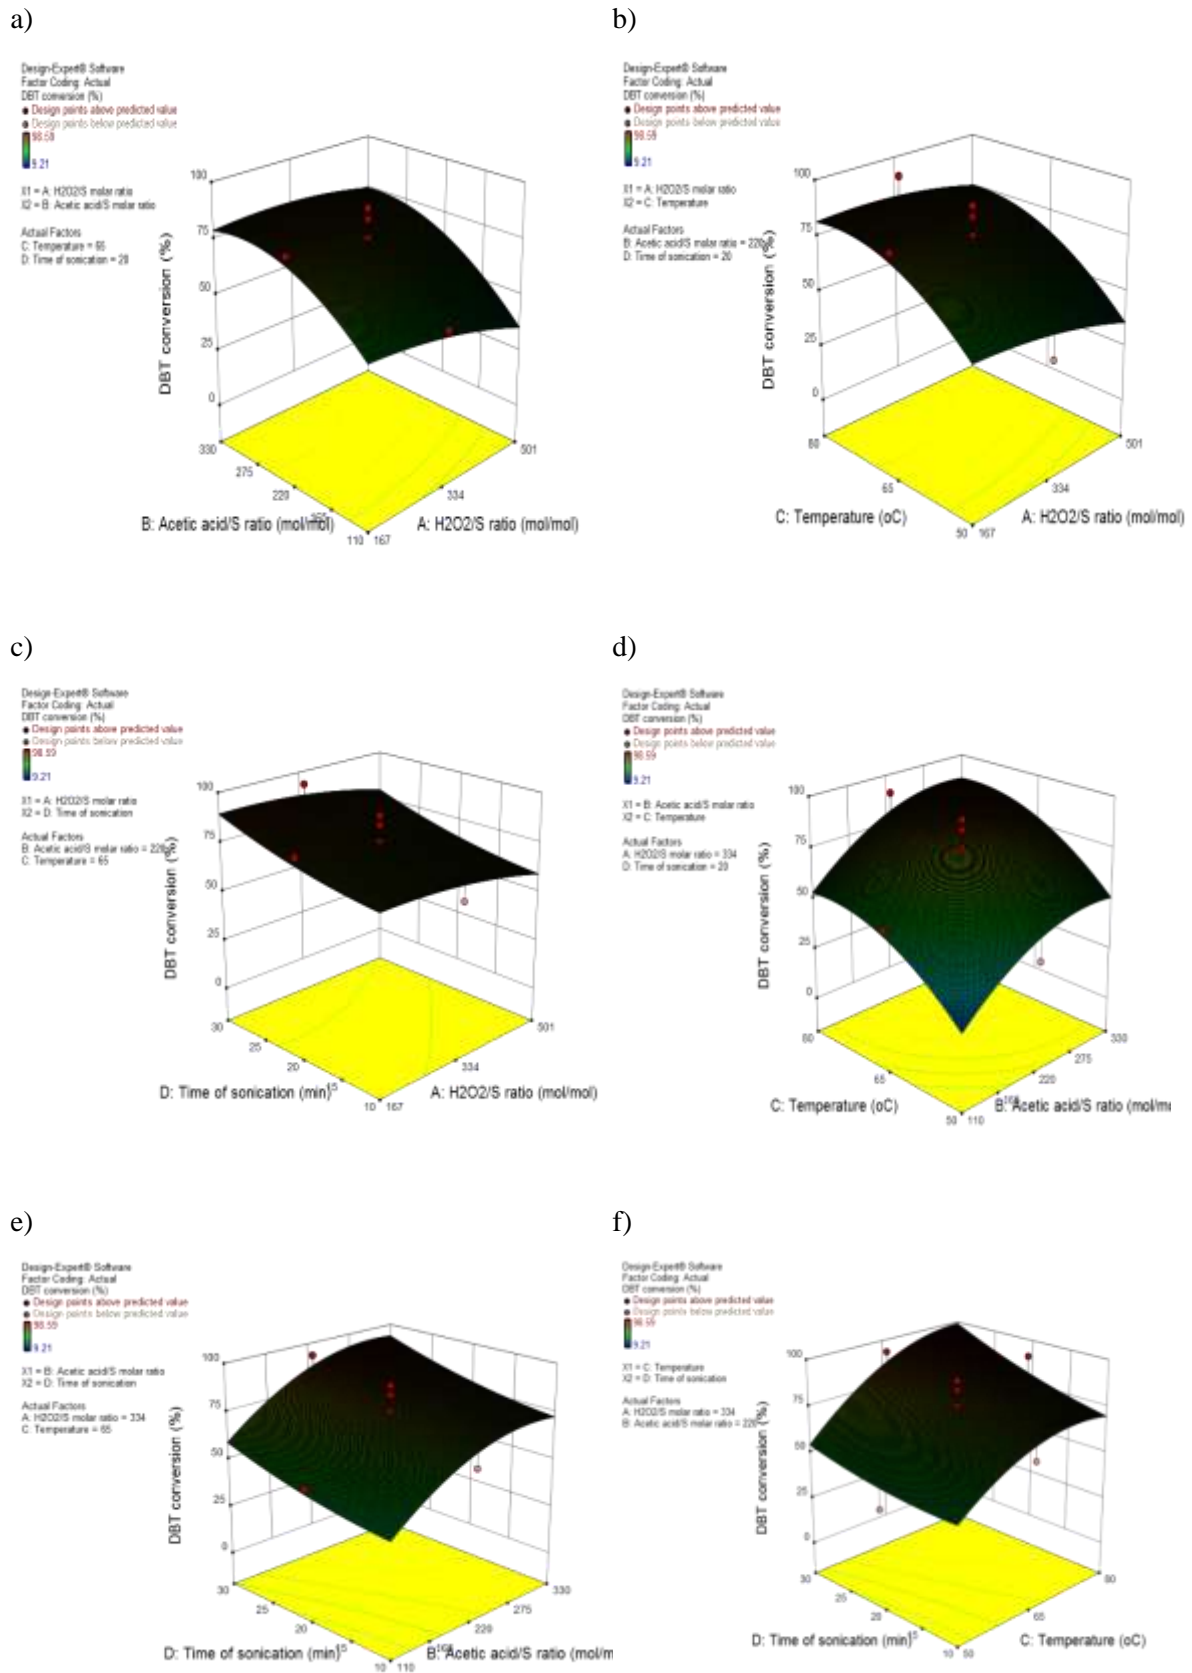 a)
Design-Expert® Software
Factor Coding: Actual
DBT conversion (%)
Design points above predicted value
Design points below predicted value
98.59
9.21
X1 = A: H2O2/S molar ratio
X2 = B: Acetic acid/S molar ratio
Actual Factors
C: Temperature = 65
D: Time of sonication = 20
DBT conversion (%)
100
75
50
25
0
330
275
220
165
110
167
334
501
B: Acetic acid/S ratio (mol/mol)
A: H2O2/S ratio (mol/mol)
b)
Design-Expert® Software
Factor Coding: Actual
DBT conversion (%)
Design points above predicted value
Design points below predicted value
98.59
9.21
X1 = A: H2O2/S molar ratio
X2 = C: Temperature
Actual Factors
B: Acetic acid/S molar ratio = 220
D: Time of sonication = 20
DBT conversion (%)
100
75
50
25
0
80
65
50
167
334
501
C: Temperature (oC)
A: H2O2/S ratio (mol/mol)
c)
Design-Expert® Software
Factor Coding: Actual
DBT conversion (%)
Design points above predicted value
Design points below predicted value
98.59
9.21
X1 = A: H2O2/S molar ratio
X2 = D: Time of sonication
Actual Factors
B: Acetic acid/S molar ratio = 220
C: Temperature = 65
DBT conversion (%)
100
75
50
25
0
30
25
20
15
10
167
334
501
D: Time of sonication (min)
A: H2O2/S ratio (mol/mol)
d)
Design-Expert® Software
Factor Coding: Actual
DBT conversion (%)
Design points above predicted value
Design points below predicted value
98.59
9.21
X1 = B: Acetic acid/S molar ratio
X2 = C: Temperature
Actual Factors
A: H2O2/S molar ratio = 334
D: Time of sonication = 20
DBT conversion (%)
100
75
50
25
0
80
65
50
110
165
220
275
330
C: Temperature (oC)
B: Acetic acid/S ratio (mol/m
e)
Design-Expert® Software
Factor Coding: Actual
DBT conversion (%)
Design points above predicted value
Design points below predicted value
98.59
9.21
X1 = B: Acetic acid/S molar ratio
X2 = D: Time of sonication
Actual Factors
A: H2O2/S molar ratio = 334
C: Temperature = 65
DBT conversion (%)
100
75
50
25
0
30
25
20
15
10
110
165
220
275
330
D: Time of sonication (min)
B: Acetic acid/S ratio (mol/m
f)
Design-Expert® Software
Factor Coding: Actual
DBT conversion (%)
Design points above predicted value
Design points below predicted value
98.59
9.21
X1 = C: Temperature
X2 = D: Time of sonication
Actual Factors
A: H2O2/S molar ratio = 334
B: Acetic acid/S molar ratio = 220
DBT conversion (%)
100
75
50
25
0
30
25
20
15
10
50
65
80
D: Time of sonication (min)
C: Temperature (oC)